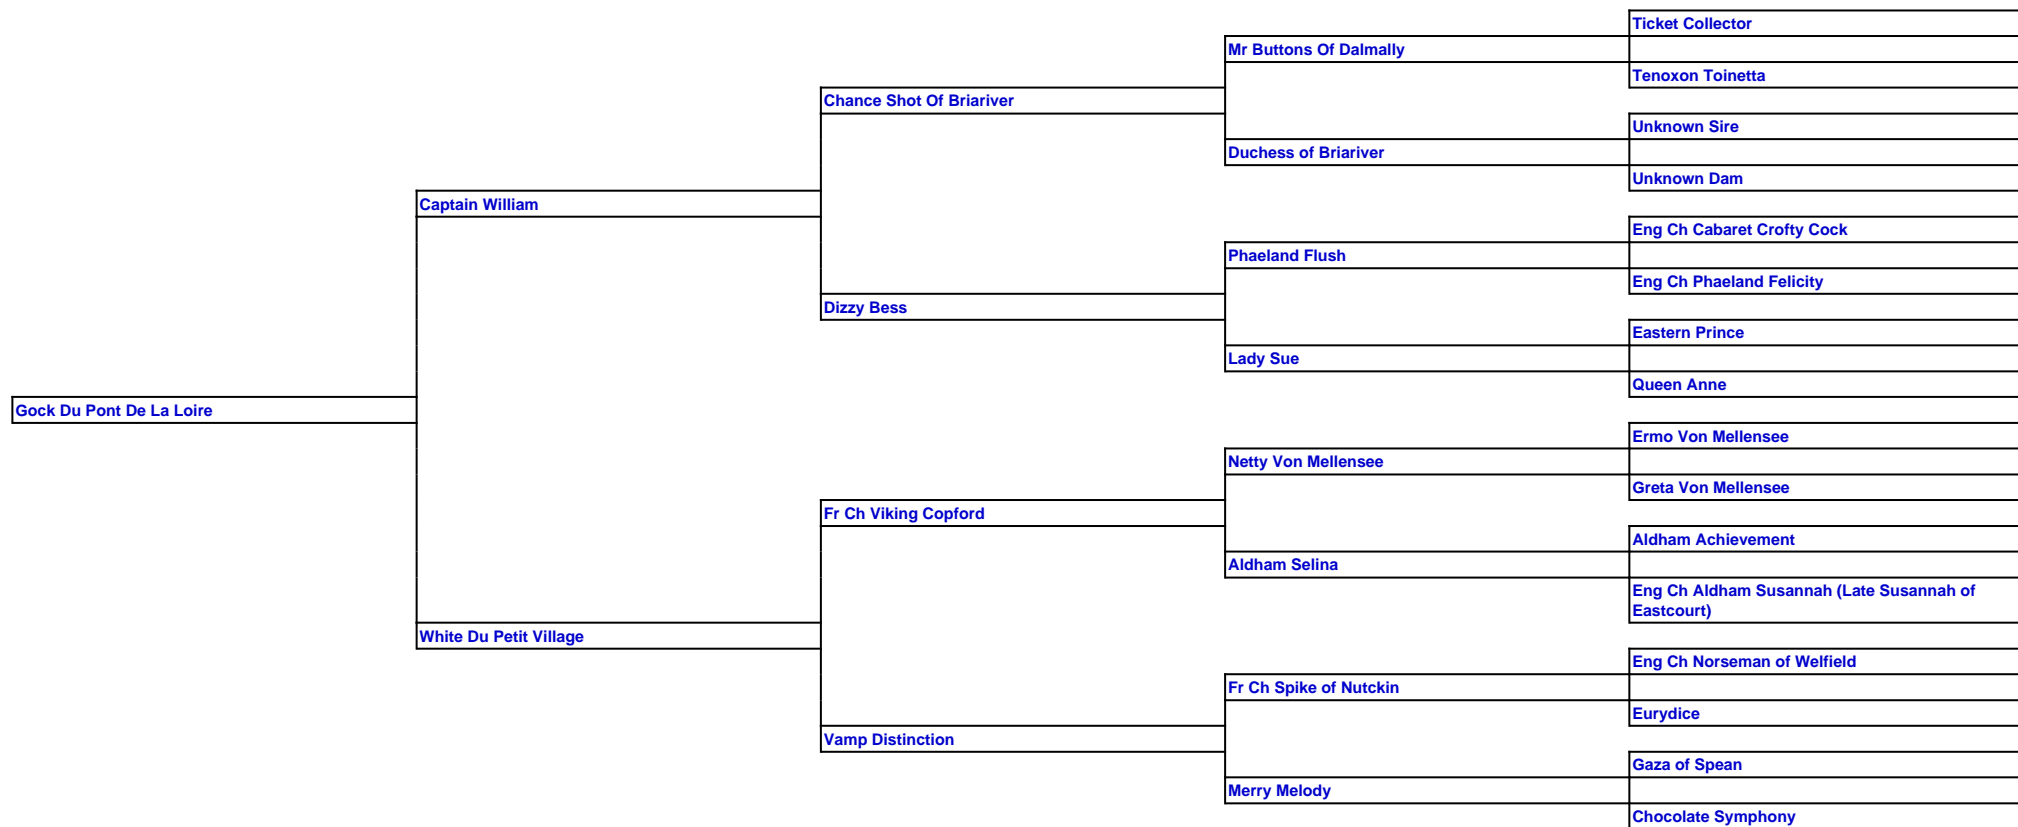 Ticket Collector
Mr Buttons Of Dalmally
Tenoxon Toinetta
Chance Shot Of Briariver
Unknown Sire
Duchess of Briariver
Unknown Dam
Captain William
Eng Ch Cabaret Crofty Cock
Phaeland Flush
Eng Ch Phaeland Felicity
Dizzy Bess
Eastern Prince
Lady Sue
Queen Anne
Gock Du Pont De La Loire
Ermo Von Mellensee
Netty Von Mellensee
Greta Von Mellensee
Fr Ch Viking Copford
Aldham Achievement
Aldham Selina
Eng Ch Aldham Susannah (Late Susannah of
Eastcourt)
White Du Petit Village
Eng Ch Norseman of Welfield
Fr Ch Spike of Nutckin
Eurydice
Vamp Distinction
Gaza of Spean
Merry Melody
Chocolate Symphony